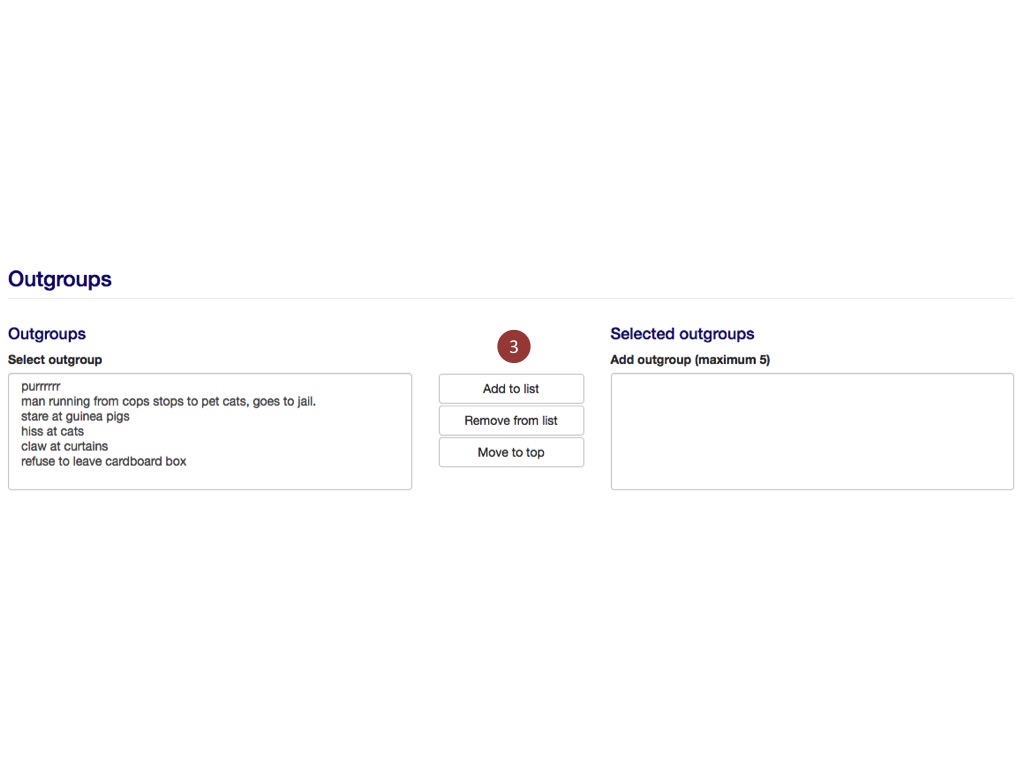 Outgroups
Outgroups
Select outgroup
purrrrrr
man running from cops stops to pet cats, goes to jail.
stare at guinea pigs
hiss at cats
claw at curtains
refuse to leave cardboard box
3
Add to list
Remove from list
Move to top
Selected outgroups
Add outgroup (maximum 5)